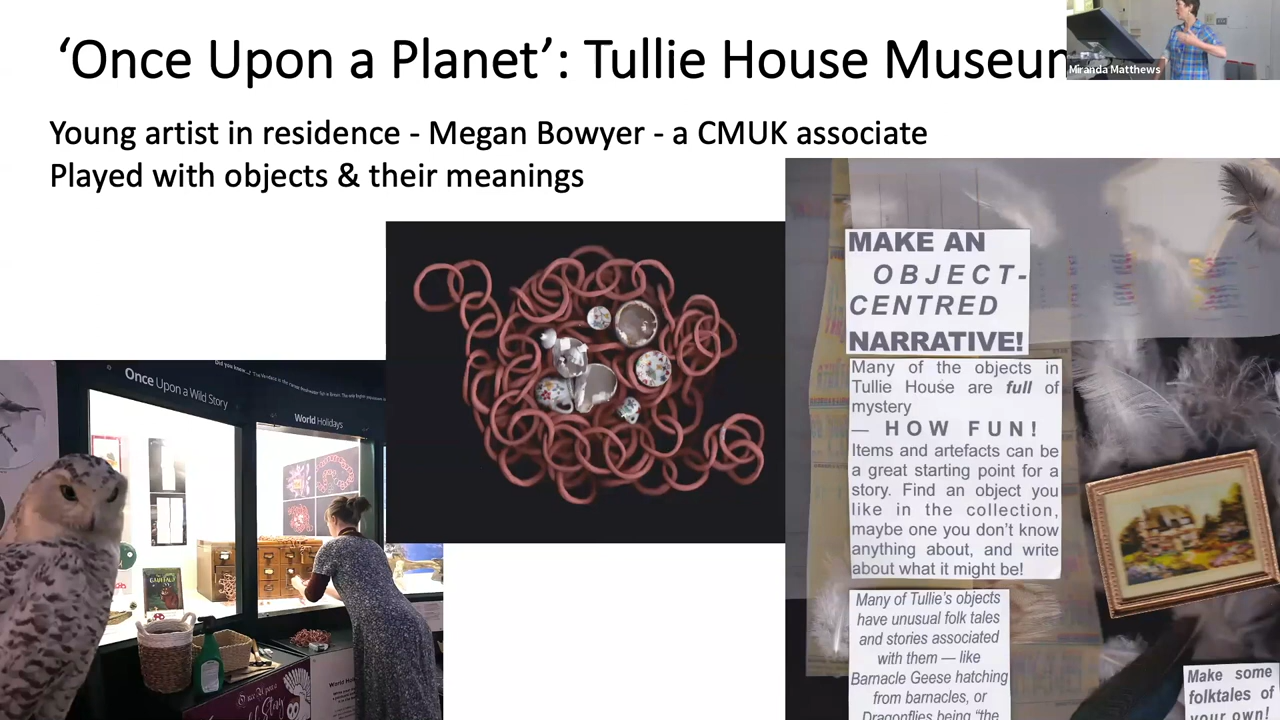 ‘Once Upon a Planet’: Tullie House Museum
Miranda Matthews
Young artist in residence - Megan Bowyer - a CMUK associate
Played with objects & their meanings
Once Upon a Wild Story
Did you know...?
World Holidays
MAKE AN
OBJECT-
CENTRED
NARRATIVE!
Many of the objects in
Tullie House are full of
mystery
— HOW FUN!
Items and artefacts can be
a great starting point for a
story. Find an object you
like in the collection,
maybe one you don’t know
anything about, and write
about what it might be!
Many of Tullie’s objects
have unusual folk tales
and stories associated
with them — like
Barnacle Geese hatching
from barnacles, or
Dragonflies being “the
Make some
folktales of
your own!